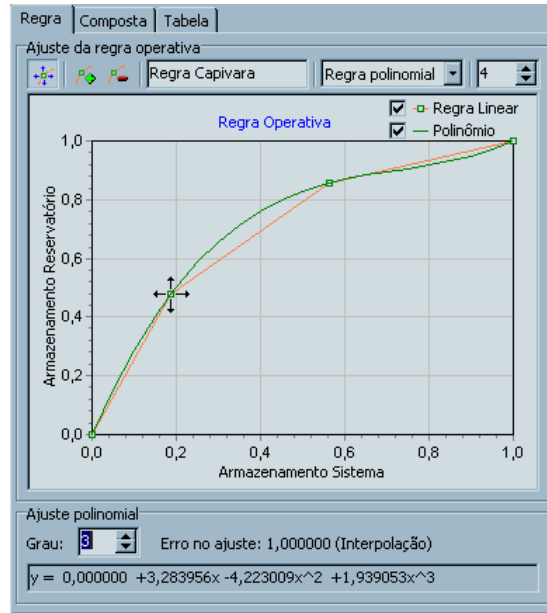 Regra Composta Tabela
Ajuste da regra operativa
Regra Capivara Regra polinomial 4
Regra Operativa
Regra Linear
Polinômio
Armazenamento Reservatório
1,0
0,8
0,6
0,4
0,2
0,0
0,0 0,2 0,4 0,6 0,8 1,0
Armazenamento Sistema
Ajuste polinomial
Grau: 3 Erro no ajuste: 1,000000 (Interpolação)
y = 0,000000 +3,283956x -4,223009x^2 +1,939053x^3